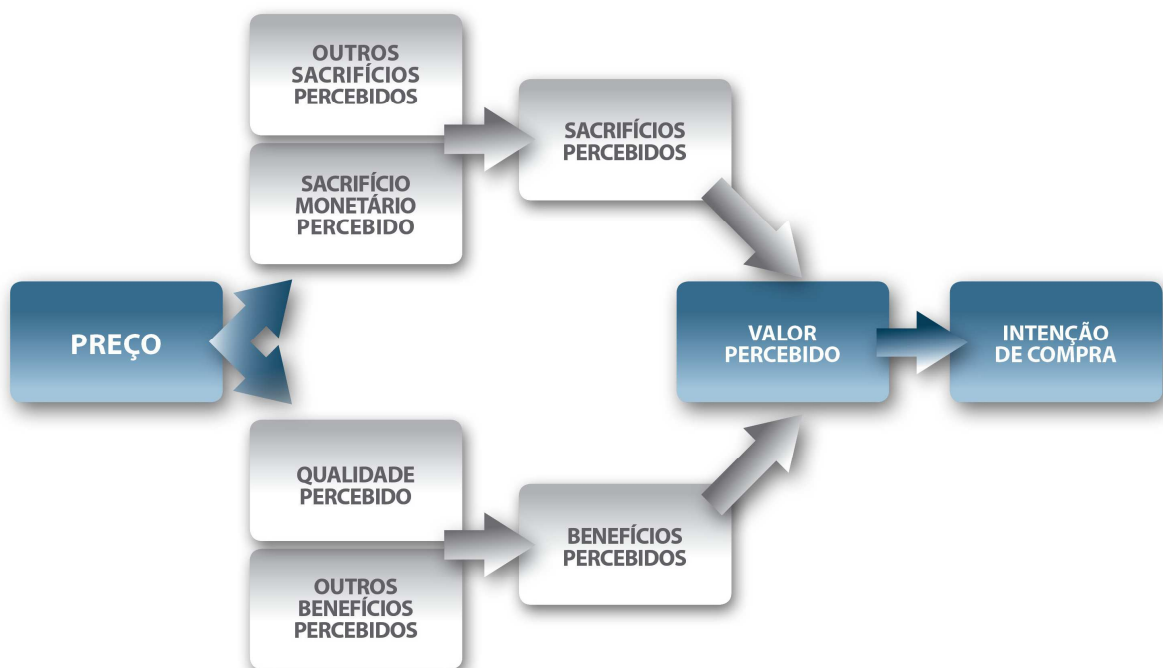 OUTROS
SACRIFÍCIOS
PERCEBIDOS
SACRIFÍCIO
MONETÁRIO
PERCEBIDO
SACRIFÍCIOS
PERCEBIDOS
PREÇO
VALOR
PERCEBIDO
INTENÇÃO
DE COMPRA
QUALIDADE
PERCEBIDO
OUTROS
BENEFÍCIOS
PERCEBIDOS
BENEFÍCIOS
PERCEBIDOS